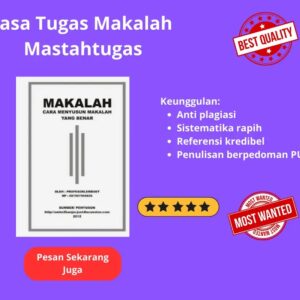 asa Tugas Makalah
Mastahtugas
BEST QUALITY
MAKALAH
CARA MENYUSUN MAKALAH
YANG BENAR
2013
Keunggulan:
Anti plagiasi
Sistematika rapih
Referensi kredibel
Penulisan berpedoman PU
MOST WANTED
Pesan Sekarang
Juga